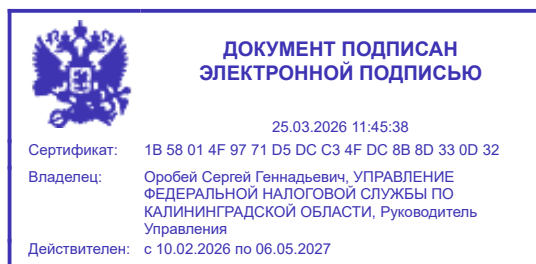 ДОКУМЕНТ ПОДПИСАН
ЭЛЕКТРОННОЙ ПОДПИСЬЮ
25.03.2026 11:45:38
Сертификат: 1B 58 01 4F 97 71 D5 DC C3 4F DC 8B 8D 33 0D 32
Владелец: Оробей Сергей Геннадьевич, УПРАВЛЕНИЕ
ФЕДЕРАЛЬНОЙ НАЛОГОВОЙ СЛУЖБЫ ПО
КАЛИНИНГРАДСКОЙ ОБЛАСТИ, Руководитель
Управления
Действителен: с 10.02.2026 по 06.05.2027